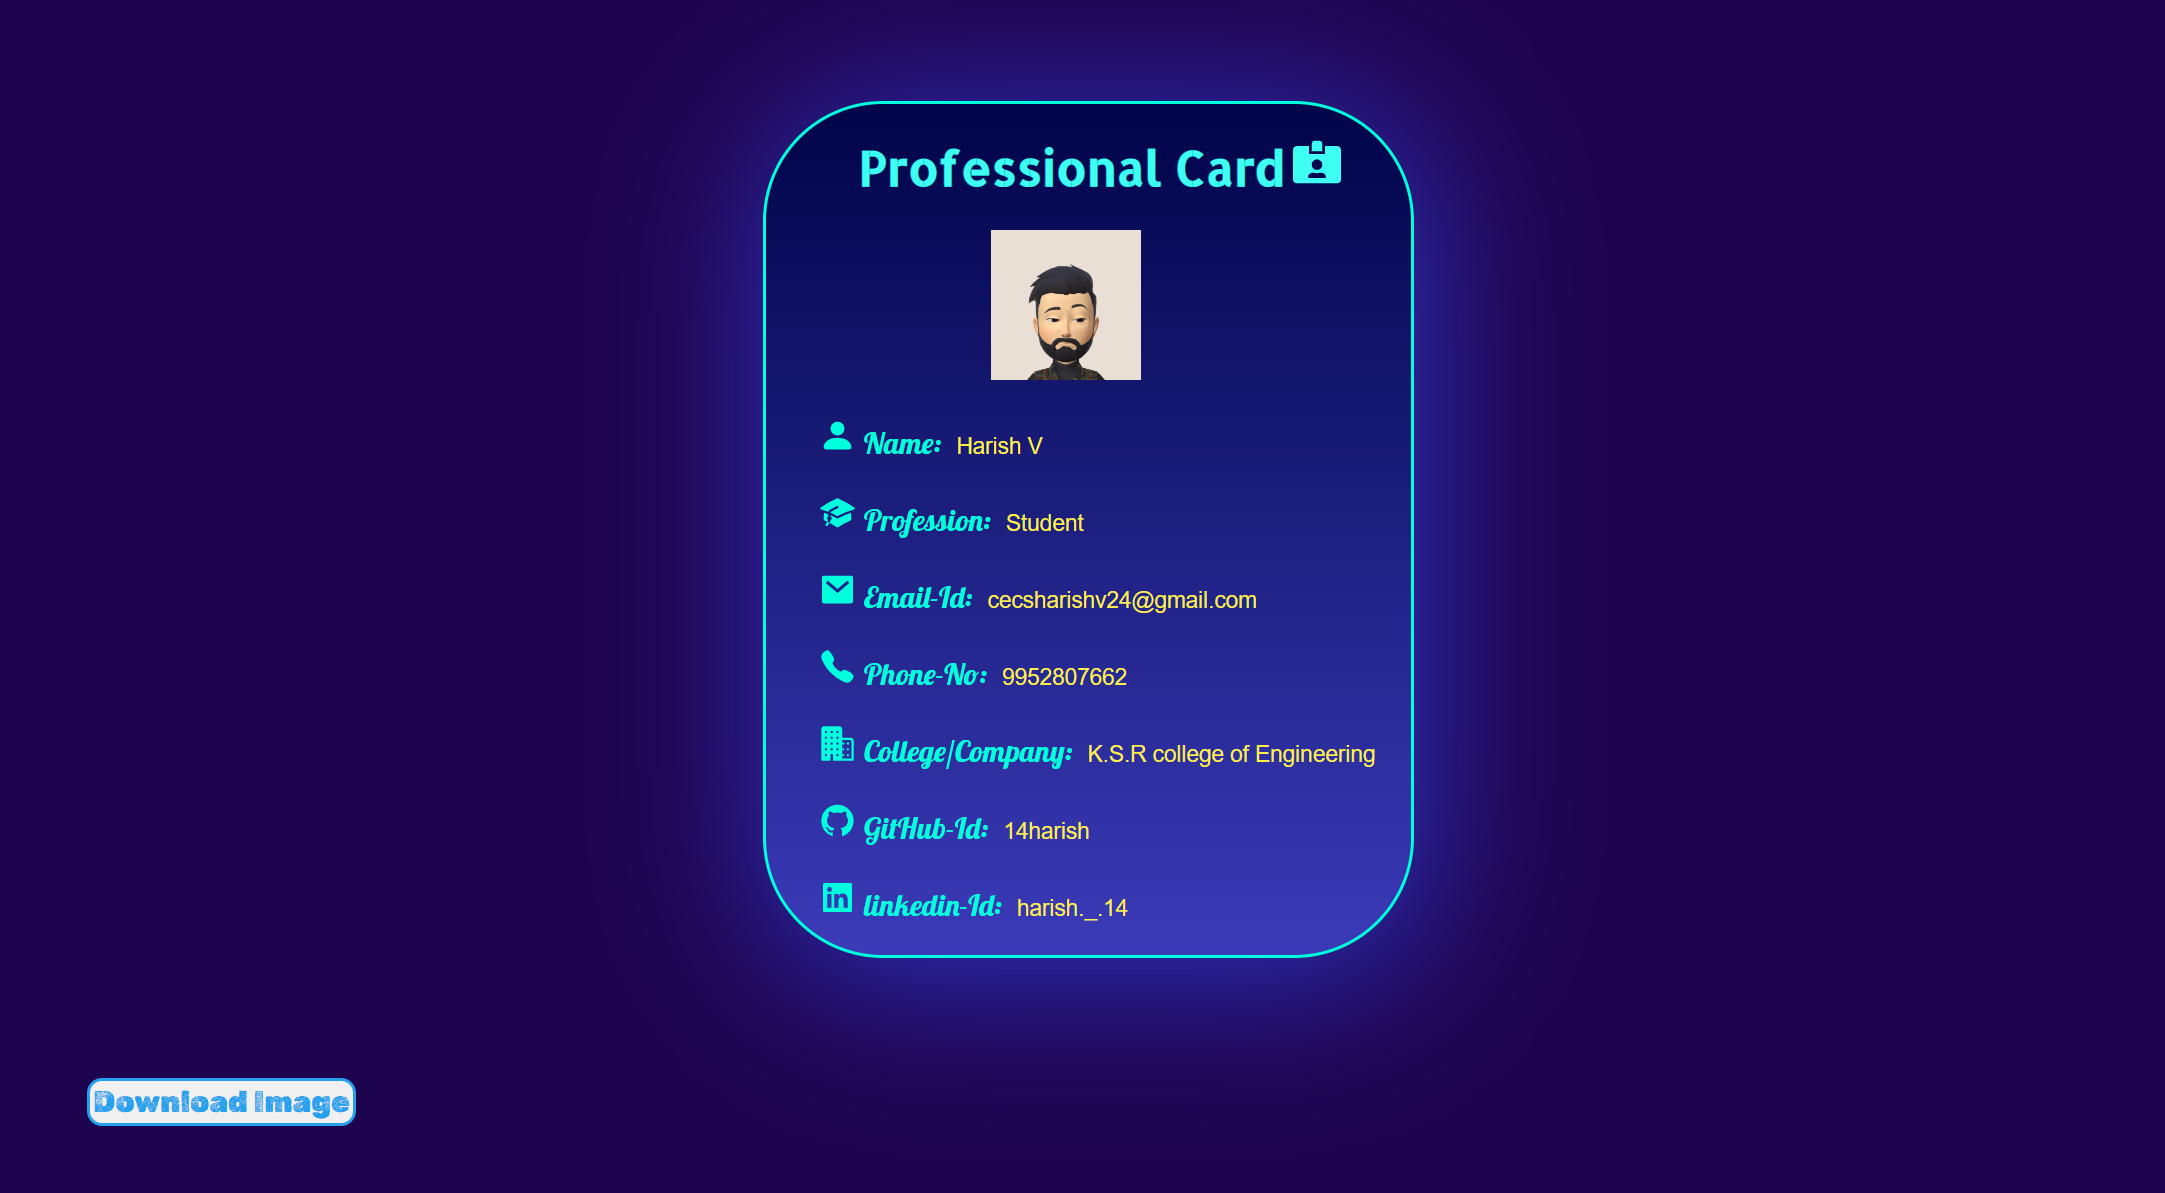 Professional Card
Name: Harish V
Profession: Student
Email-Id: cecsharishv24@gmail.com
Phone-No: 9952807662
College/Company: K.S.R college of Engineering
GitHub-Id: 14harish
linkedin-Id: harish._.14
Download Image